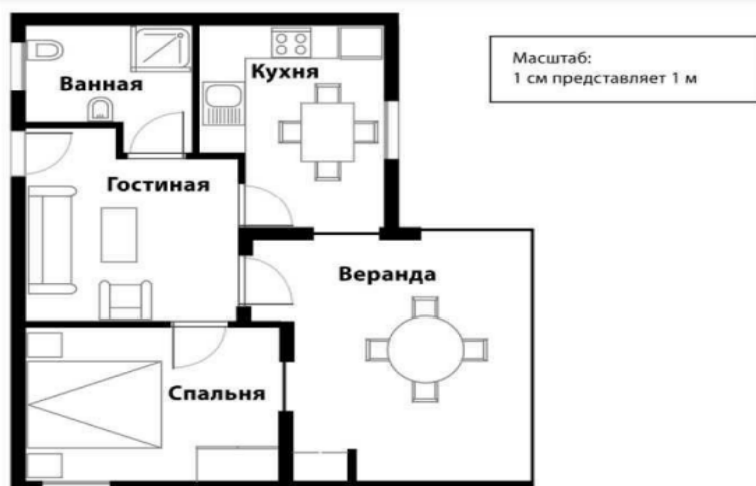 Масштаб:
1 см представляет 1 м
Ванная
Кухня
Гостиная
Веранда
Спальня